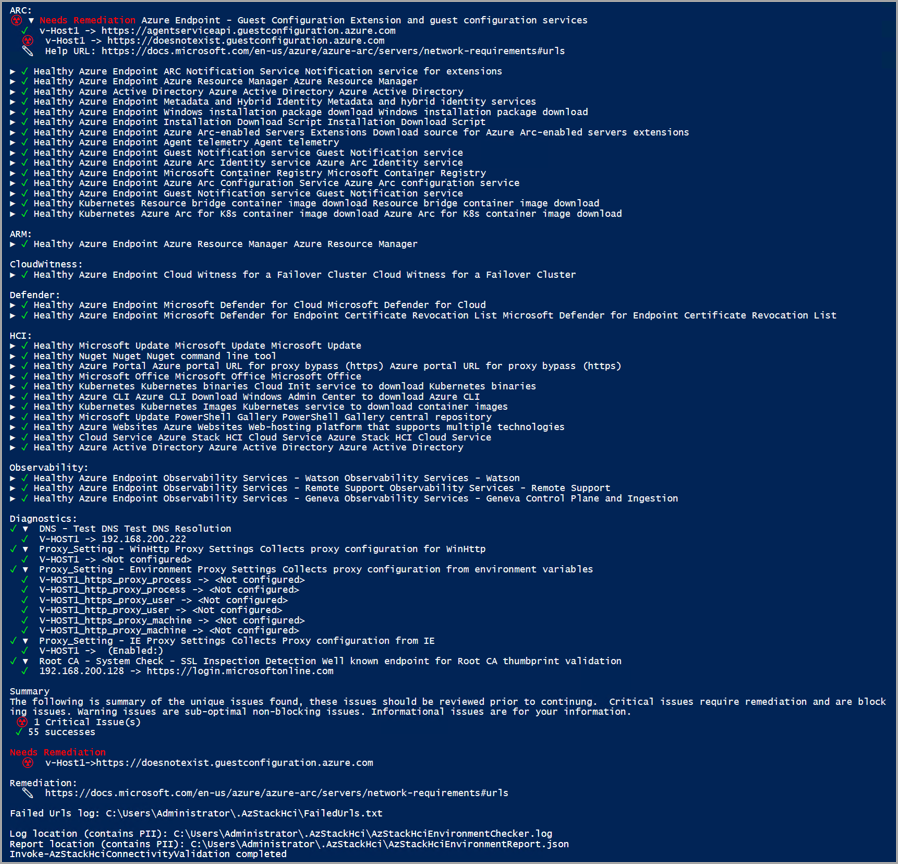 ARC:
▼ Needs Remediation Azure Endpoint - Guest Configuration Extension and guest configuration services
✓ v-Host1 -> https://agentserviceapi.guestconfiguration.azure.com
v-Host1 -> https://doesnotexist.guestconfiguration.azure.com
Help URL: https://docs.microsoft.com/en-us/azure/azure-arc/servers/network-requirements#urls
► ✓ Healthy Azure Endpoint ARC Notification Service Notification service for extensions
► ✓ Healthy Azure Endpoint Azure Resource Manager Azure Resource Manager
► ✓ Healthy Azure Active Directory Azure Active Directory Azure Active Directory
► ✓ Healthy Azure Endpoint Metadata and Hybrid Identity Metadata and hybrid identity services
► ✓ Healthy Azure Endpoint Windows installation package download Windows installation package download
► ✓ Healthy Azure Endpoint Installation Download Script Installation Download Script
► ✓ Healthy Azure Endpoint Azure Arc-enabled Servers Extensions Download source for Azure Arc-enabled servers extensions
► ✓ Healthy Azure Endpoint Agent telemetry Agent telemetry
► ✓ Healthy Azure Endpoint Guest Notification service Guest Notification service
► ✓ Healthy Azure Endpoint Azure Arc Identity service Azure Arc Identity service
► ✓ Healthy Azure Endpoint Microsoft Container Registry Microsoft Container Registry
► ✓ Healthy Azure Endpoint Azure Arc Configuration Service Azure Arc configuration service
► ✓ Healthy Azure Endpoint Guest Notification service Guest Notification service
► ✓ Healthy Kubernetes Resource bridge container image download Resource bridge container image download
► ✓ Healthy Kubernetes Azure Arc for K8s container image download Azure Arc for K8s container image download
ARM:
► ✓ Healthy Azure Endpoint Azure Resource Manager Azure Resource Manager
CloudWitness:
► ✓ Healthy Azure Endpoint Cloud Witness for a Failover Cluster Cloud Witness for a Failover Cluster
Defender:
► ✓ Healthy Azure Endpoint Microsoft Defender for Cloud Microsoft Defender for Cloud
► ✓ Healthy Azure Endpoint Microsoft Defender for Endpoint Certificate Revocation List Microsoft Defender for Endpoint Certificate Revocation List
HCI:
► ✓ Healthy Microsoft Update Microsoft Update Microsoft Update
► ✓ Healthy Nuget Nuget Nuget command line tool
► ✓ Healthy Azure Portal Azure portal URL for proxy bypass (https) Azure portal URL for proxy bypass (https)
► ✓ Healthy Microsoft Office Microsoft Office Microsoft Office
► ✓ Healthy Kubernetes Kubernetes binaries Cloud Init service to download Kubernetes binaries
► ✓ Healthy Azure CLI Azure CLI Download Windows Admin Center to download Azure CLI
► ✓ Healthy Kubernetes Kubernetes Images Kubernetes service to download container images
► ✓ Healthy Microsoft Update PowerShell Gallery PowerShell Gallery central repository
► ✓ Healthy Azure Websites Azure Websites Web-hosting platform that supports multiple technologies
► ✓ Healthy Cloud Service Azure Stack HCI Cloud Service Azure Stack HCI Cloud Service
► ✓ Healthy Azure Active Directory Azure Active Directory Azure Active Directory
Observability:
► ✓ Healthy Azure Endpoint Observability Services - Watson Observability Services - Watson
► ✓ Healthy Azure Endpoint Observability Services - Remote Support Observability Services - Remote Support
► ✓ Healthy Azure Endpoint Observability Services - Geneva Observability Services - Geneva Control Plane and Ingestion
Diagnostics:
✓ ▼ DNS - Test DNS Test DNS Resolution
✓ V-HOST1 -> 192.168.200.222
✓ ▼ Proxy_Setting - WinHttp Proxy Settings Collects proxy configuration for WinHttp
✓ V-HOST1 -> <Not configured>
✓ ▼ Proxy_Setting - Environment Proxy Settings Collects proxy configuration from environment variables
✓ V-HOST1_https_proxy_process -> <Not configured>
✓ V-HOST1_http_proxy_process -> <Not configured>
✓ V-HOST1_https_proxy_user -> <Not configured>
✓ V-HOST1_http_proxy_user -> <Not configured>
✓ V-HOST1_https_proxy_machine -> <Not configured>
✓ V-HOST1_http_proxy_machine -> <Not configured>
✓ ▼ Proxy_Setting - IE Proxy Settings Collects Proxy configuration from IE
✓ V-HOST1 -> (Enabled:)
✓ ▼ Root CA - System Check - SSL Inspection Detection Well known endpoint for Root CA thumbprint validation
✓ 192.168.200.128 -> https://login.microsoftonline.com
Summary
The following is summary of the unique issues found, these issues should be reviewed prior to continung. Critical issues require remediation and are block
ing issues. Warning issues are sub-optimal non-blocking issues. Informational issues are for your information.
1 Critical Issue(s)
✓ 55 successes
Needs Remediation
v-Host1->https://doesnotexist.guestconfiguration.azure.com
Remediation:
https://docs.microsoft.com/en-us/azure/azure-arc/servers/network-requirements#urls
Failed Urls log: C:\Users\Administrator\.AzStackHci\FailedUrls.txt
Log location (contains PII): C:\Users\Administrator\.AzStackHci\AzStackHciEnvironmentChecker.log
Report location (contains PII): C:\Users\Administrator\.AzStackHci\AzStackHciEnvironmentReport.json
Invoke-AzStackHciConnectivityValidation completed